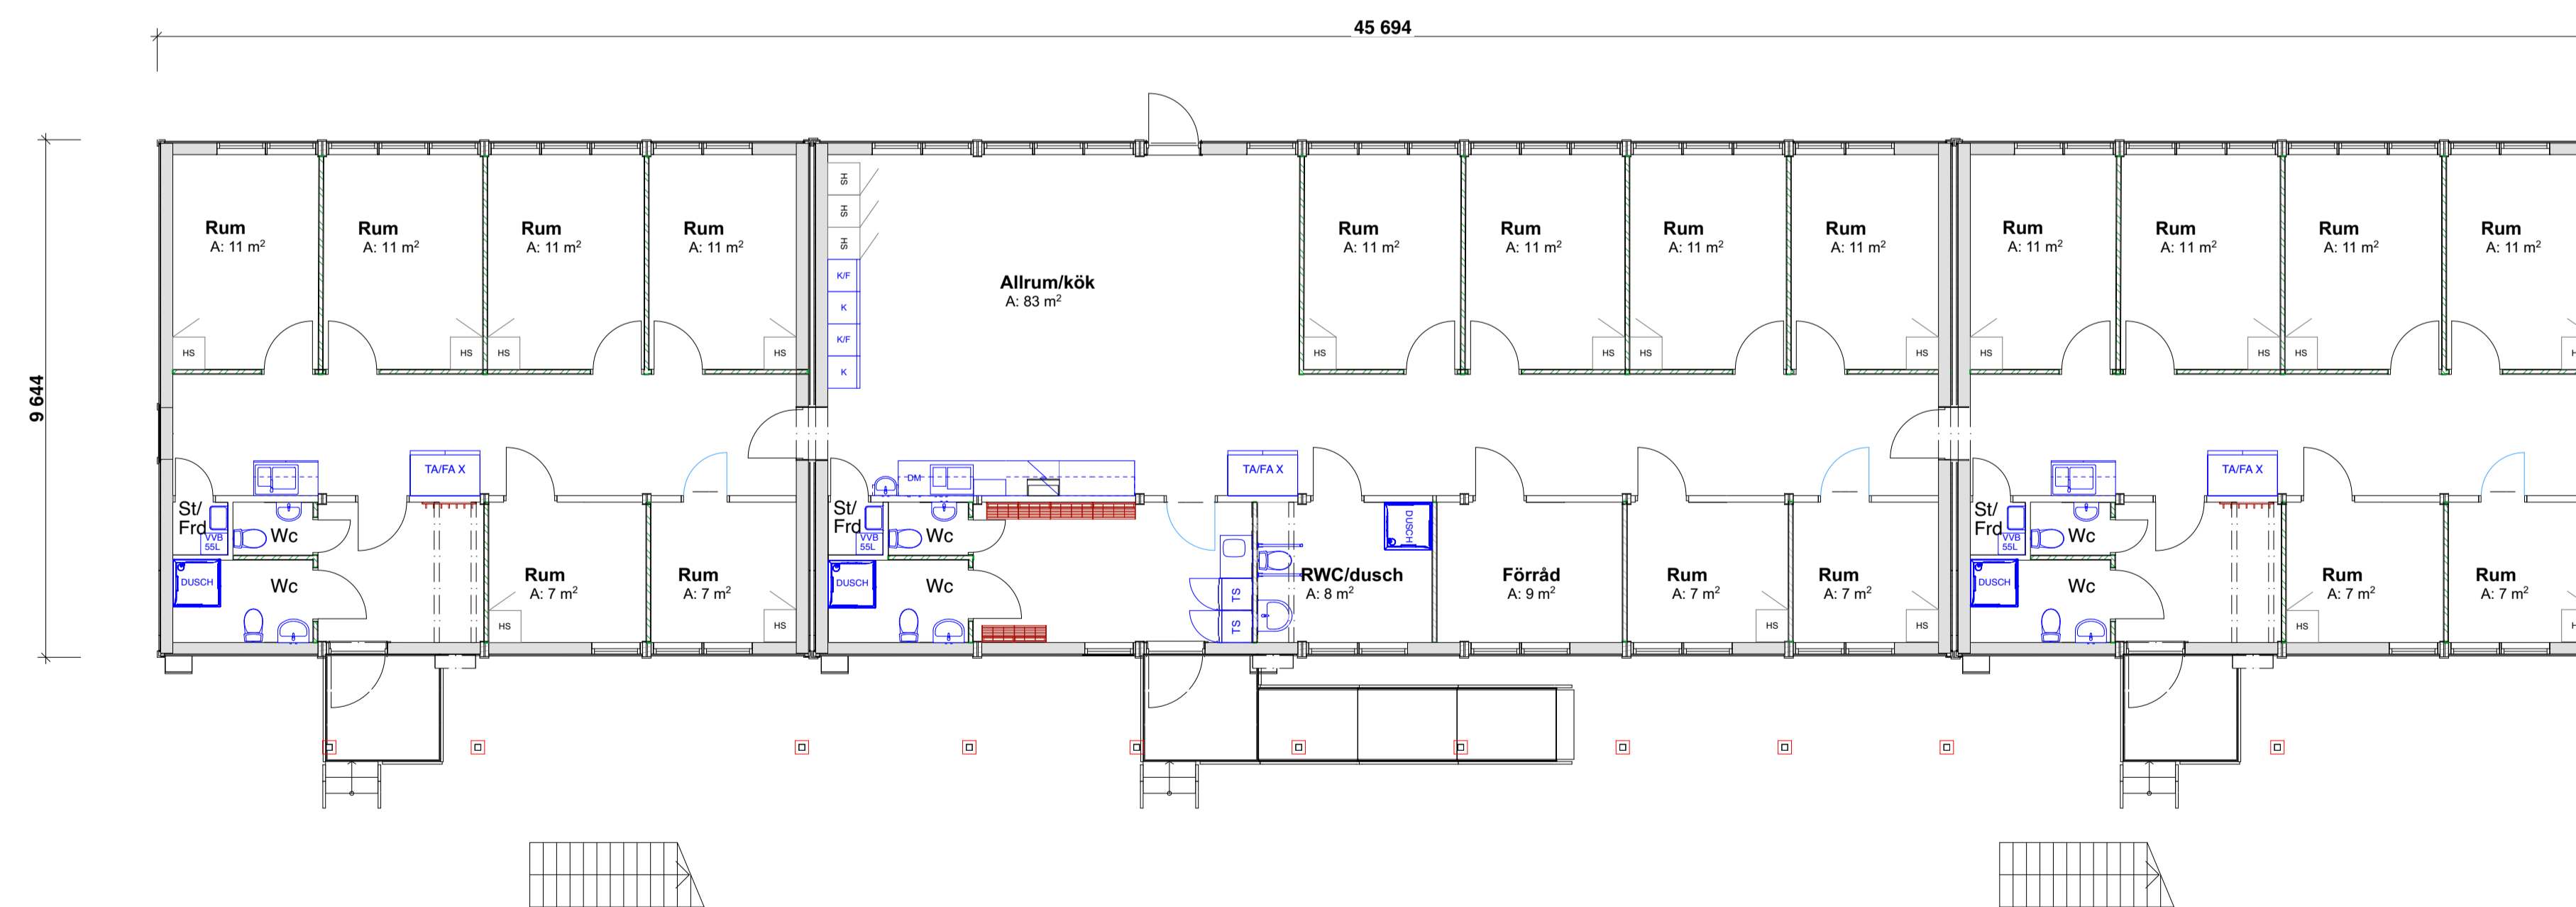 45 694
9 644
HS
HS
HS
Rum Rum Rum Rum Rum Rum Rum Rum Rum Rum Rum Rum
A: 11 m² A: 11 m² A: 11 m² A: 11 m² A: 11 m² A: 11 m² A: 11 m² A: 11 m² A: 11 m² A: 11 m² A: 11 m² A: 11 m²
K/F
Allrum/kök
A: 83 m²
K
K/F
HS HS HS HS HS HS HS HS HS HS HS
K
TA/FA X DM TA/FA X TA/FA X
St/ St/ St/
Frd Frd Frd
Wc Wc Wc
VVB VVB VVB
55L 55L 55L
DUSCH
DUSCH DUSCH DUSCH
Wc Wc Wc
Rum Rum RWC/dusch Förråd Rum Rum Rum Rum
A: 7 m² A: 7 m² A: 8 m² A: 9 m² A: 7 m² A: 7 m² A: 7 m² A: 7 m²
TS
TS
HS HS HS HS HS